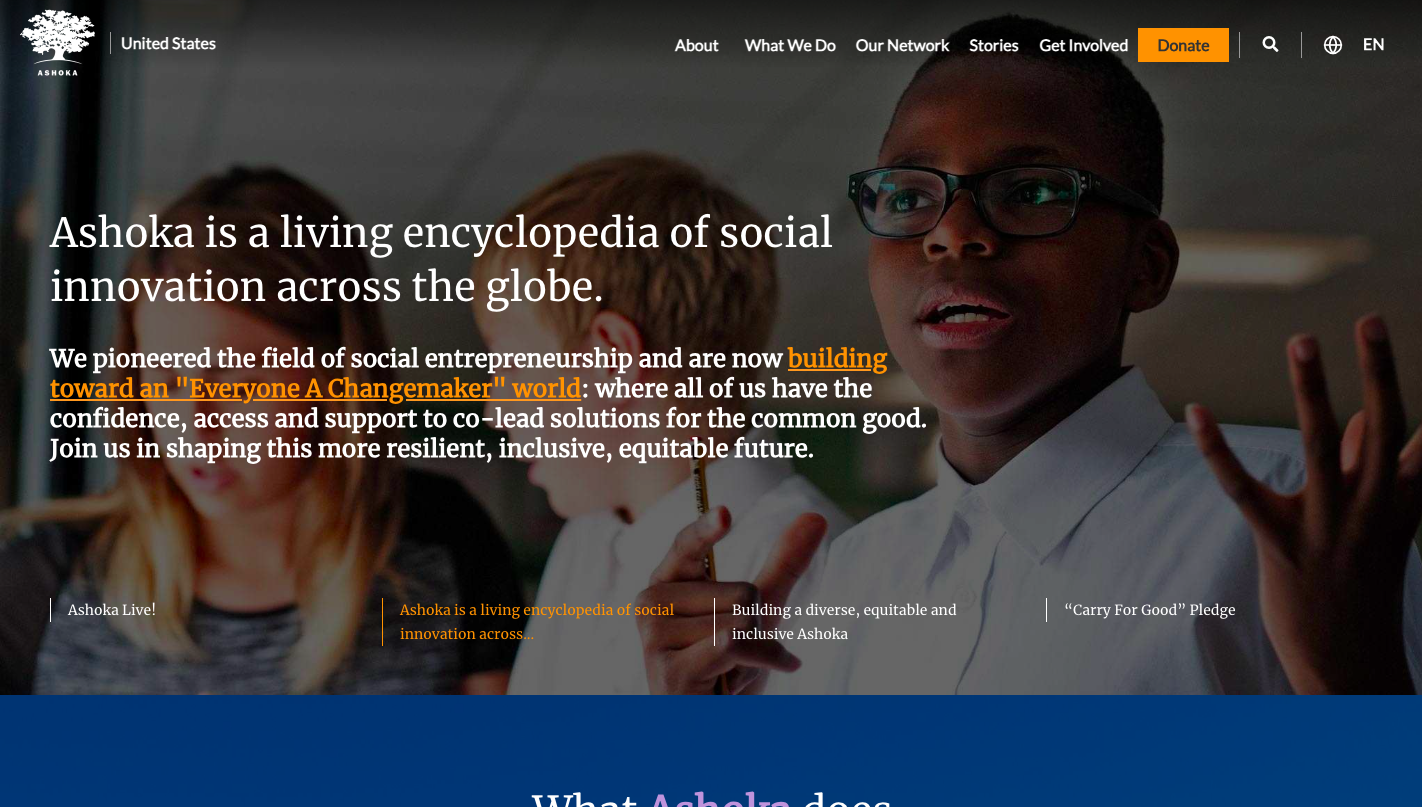 ASHOKA
United States
About
What We Do
Our Network
Stories
Get Involved
Donate
EN
Ashoka is a living encyclopedia of social
innovation across the globe.
We pioneered the field of social entrepreneurship and are now building
toward an "Everyone A Changemaker" world: where all of us have the
confidence, access and support to co-lead solutions for the common good.
Join us in shaping this more resilient, inclusive, equitable future.
Ashoka Live!
Ashoka is a living encyclopedia of social
innovation across...
Building a diverse, equitable and
inclusive Ashoka
“Carry For Good” Pledge
What Ashoka does